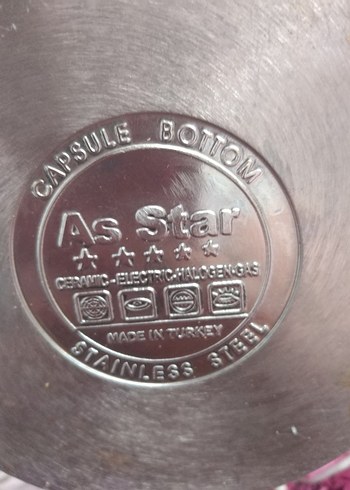 CAPSULE BOTTOM
As Star
CERAMIC-ELECTRIC-HALOGEN-GAS
MADE IN TURKEY
STAINLESS STEEL